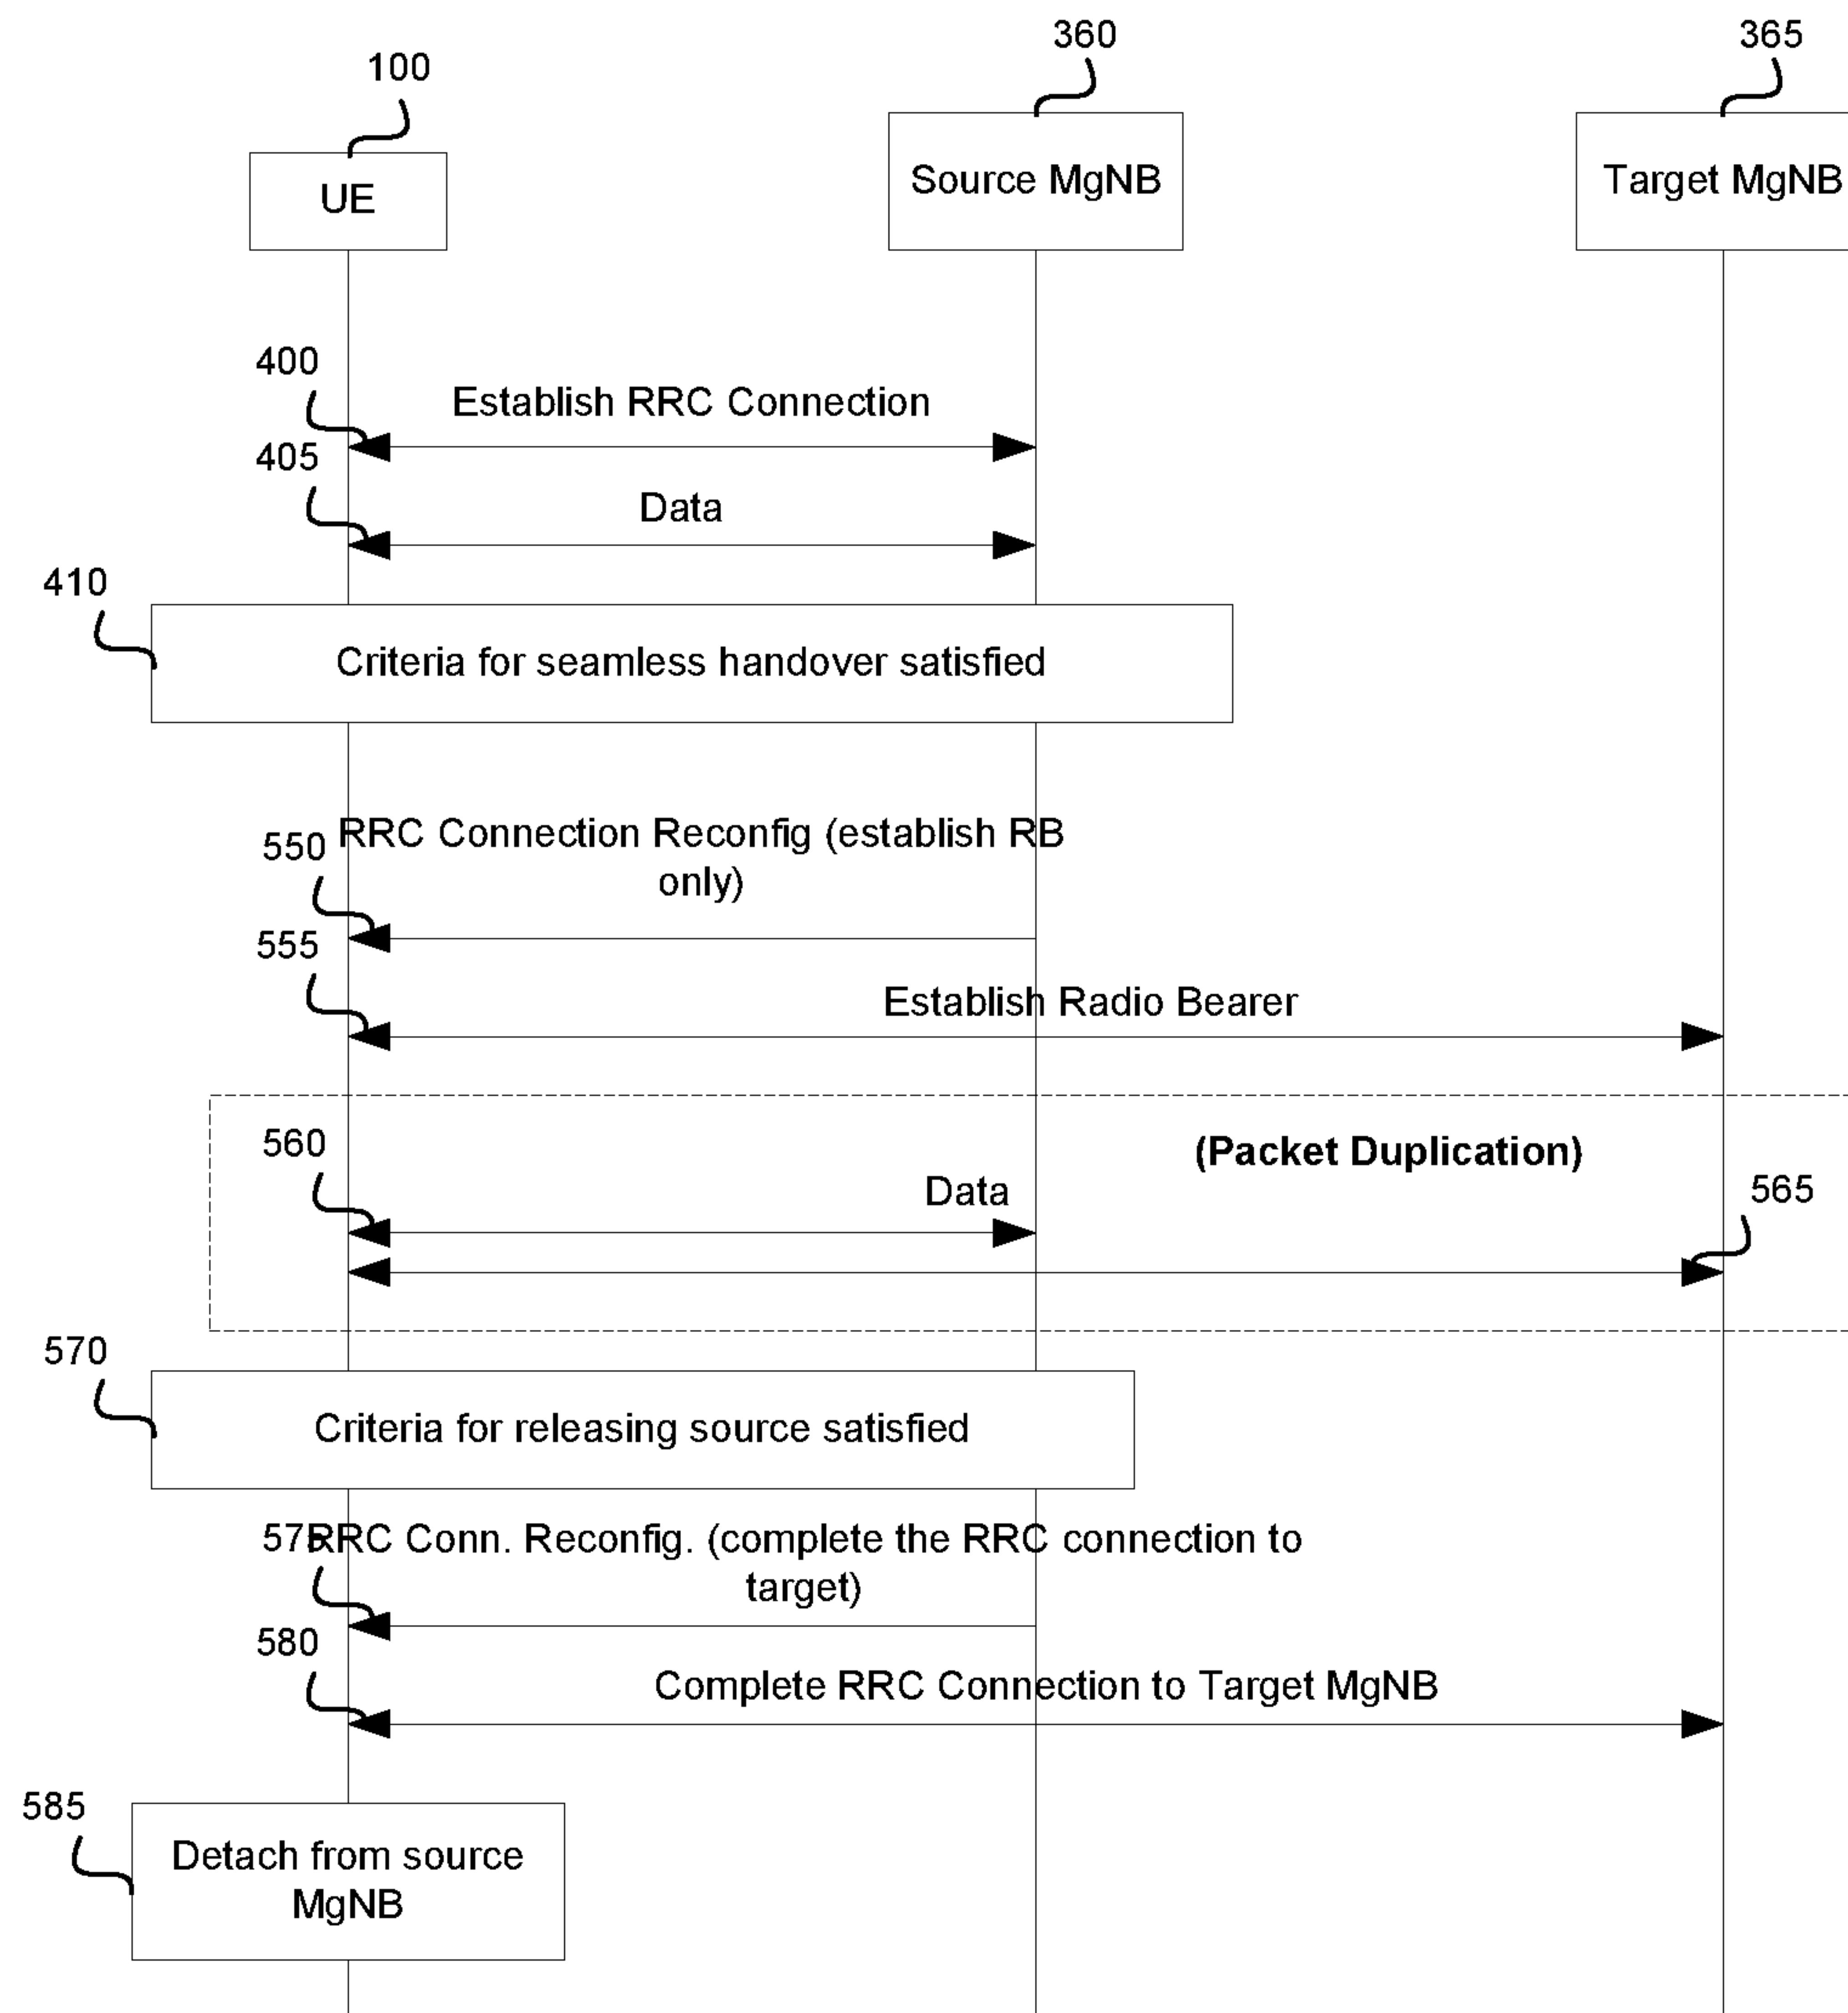 360
365
100
UE
Source MgNB
Target MgNB
400
Establish RRC Connection
405
Data
410
Criteria for seamless handover satisfied
550
RRC Connection Reconfig (establish RB
only)
555
Establish Radio Bearer
560
(Packet Duplication)
Data
565
570
Criteria for releasing source satisfied
575
RRC Conn. Reconfig. (complete the RRC connection to
target)
580
Complete RRC Connection to Target MgNB
585
Detach from source
MgNB